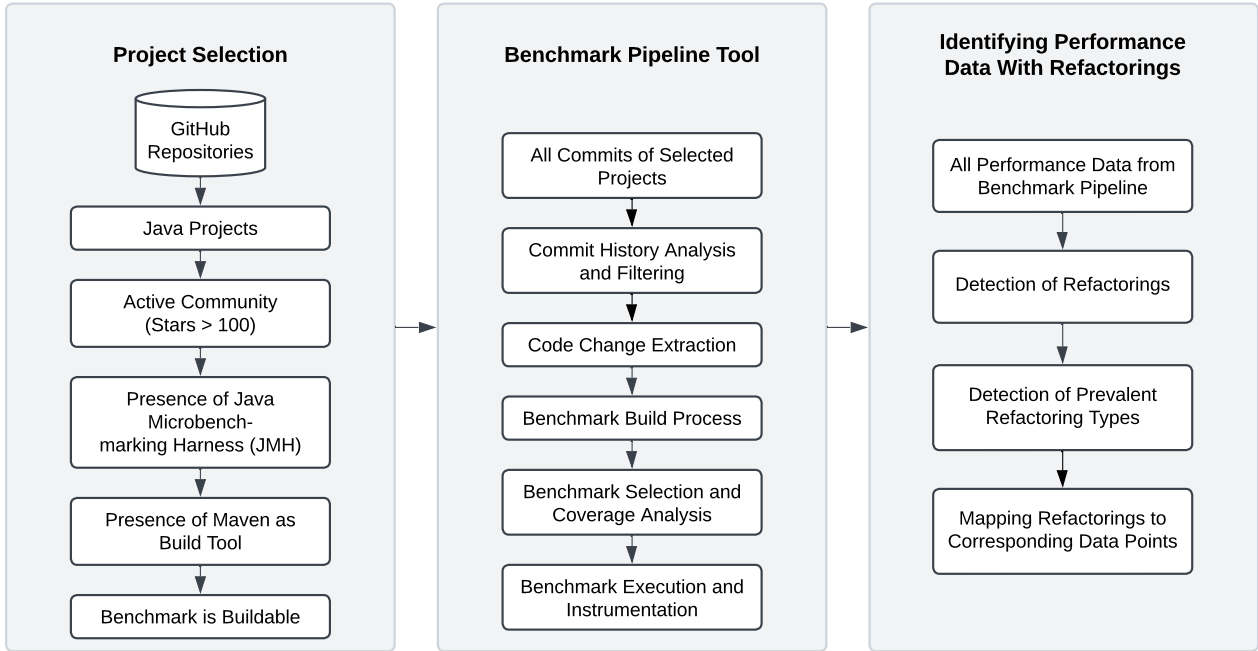 Project Selection
GitHub
Repositories
Java Projects
Active Community
(Stars > 100)
Presence of Java
Microbench-
marking Harness (JMH)
Presence of Maven as
Build Tool
Benchmark is Buildable
Benchmark Pipeline Tool
All Commits of Selected
Projects
Commit History Analysis
and Filtering
Code Change Extraction
Benchmark Build Process
Benchmark Selection and
Coverage Analysis
Benchmark Execution and
Instrumentation
Identifying Performance
Data With Refactorings
All Performance Data from
Benchmark Pipeline
Detection of Refactorings
Detection of Prevalent
Refactoring Types
Mapping Refactorings to
Corresponding Data Points